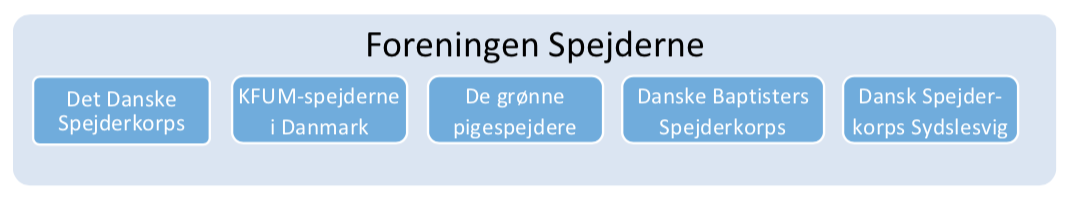 Foreningen Spejderne
Det Danske
Spejderkorps
KFUM-spejderne
i Danmark
De grønne
pigespejdere
Danske Baptisters
Spejderkorps
Dansk Spejder-
korps Sydslesvig